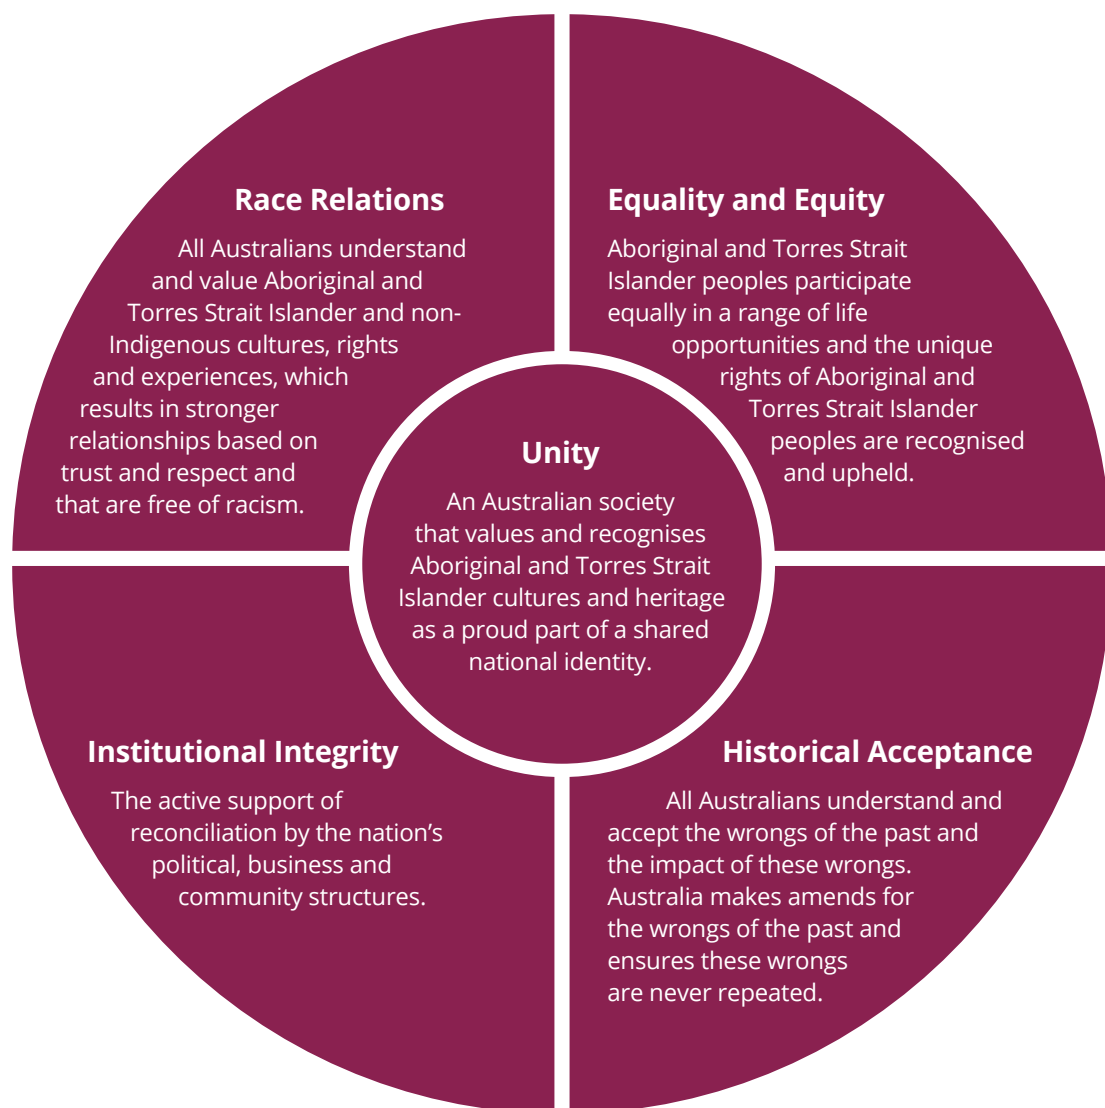 Race Relations
All Australians understand
and value Aboriginal and
Torres Strait Islander and non-
Indigenous cultures, rights
and experiences, which
results in stronger
relationships based on
trust and respect and
that are free of racism.
Equality and Equity
Aboriginal and Torres Strait
Islander peoples participate
equally in a range of life
opportunities and the unique
rights of Aboriginal and
Torres Strait Islander
peoples are recognised
and upheld.
Unity
An Australian society
that values and recognises
Aboriginal and Torres Strait
Islander cultures and heritage
as a proud part of a shared
national identity.
Institutional Integrity
The active support of
reconciliation by the nation’s
political, business and
community structures.
Historical Acceptance
All Australians understand and
accept the wrongs of the past and
the impact of these wrongs.
Australia makes amends for
the wrongs of the past and
ensures these wrongs
are never repeated.